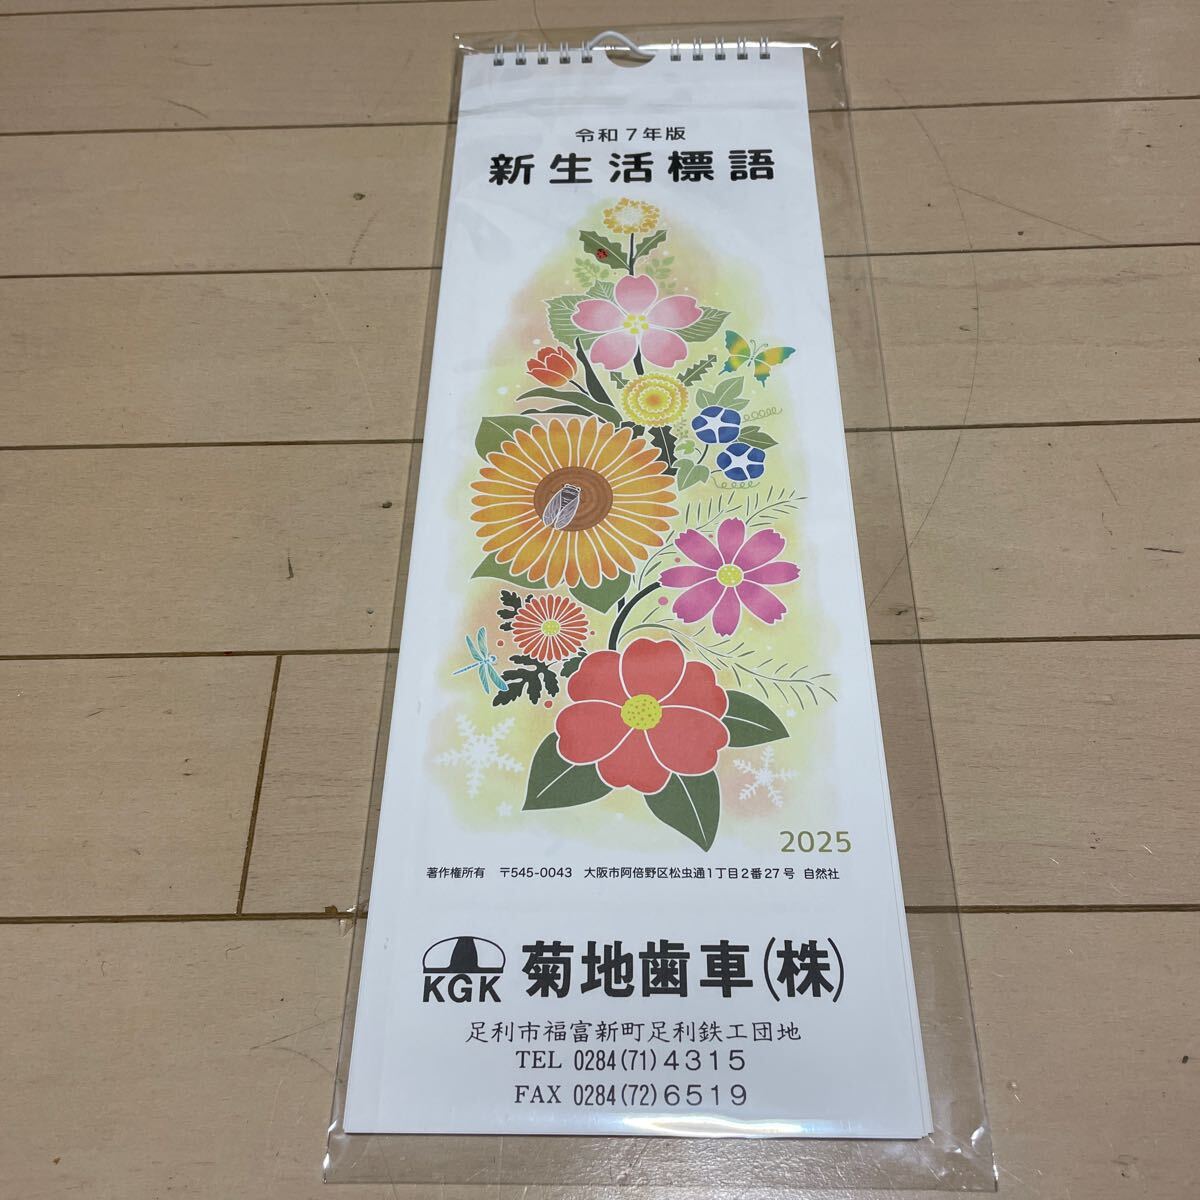 令和7年版
新生活標語
2025
著作権所有 〒545-0043 大阪市阿倍野区松虫通1丁目2番27号 自然社
KGK 菊地歯車(株)
足利市福富新町足利鉄工団地
TEL 0284(71)4315
FAX 0284(72)6519